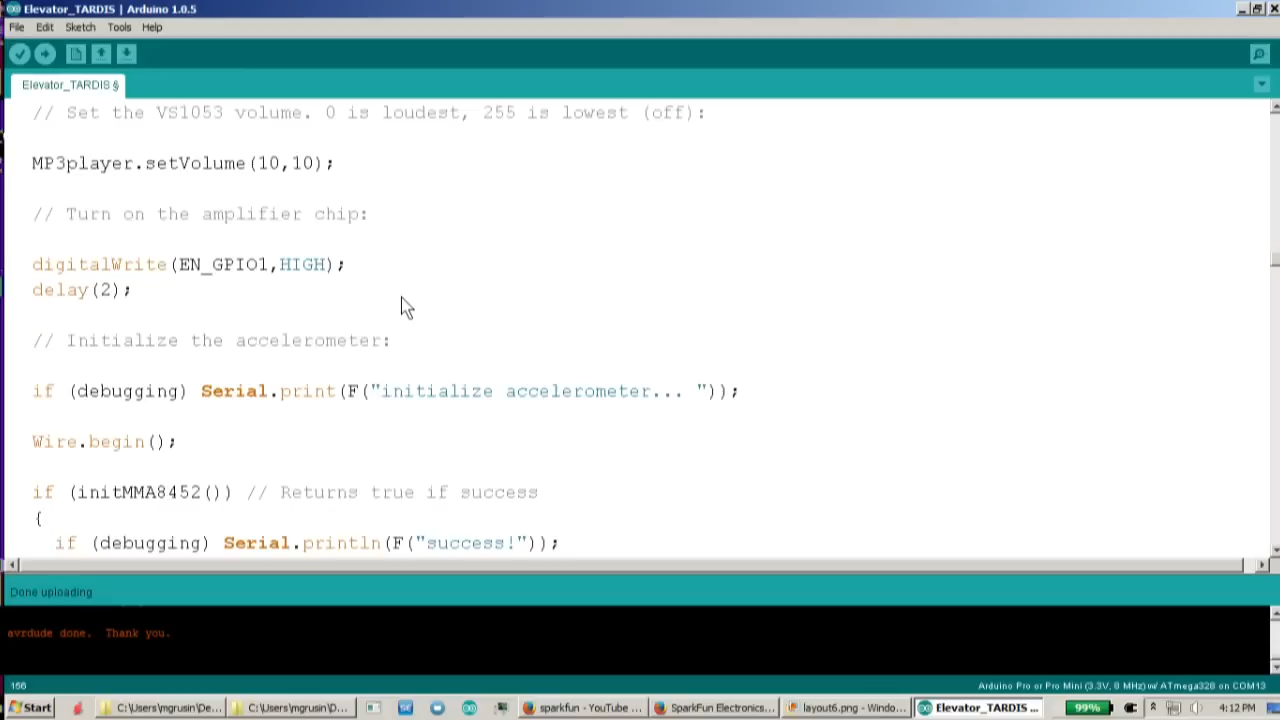 Elevator_TARDIS | Arduino 1.0.5
File Edit Sketch Tools Help
Elevator_TARDIS §
// Set the VS1053 volume. 0 is loudest, 255 is lowest (off):
MP3player.setVolume(10,10);
// Turn on the amplifier chip:
digitalWrite(EN_GPIO1,HIGH);
delay(2);
// Initialize the accelerometer:
if (debugging) Serial.print(F("initialize accelerometer... "));
Wire.begin();
if (initMMA8452()) // Returns true if success
{
if (debugging) Serial.println(F("success!"));
Done uploading
avrdude done.  Thank you.
156
Arduino Pro or Pro Mini (3.3V, 8 MHz) w/ ATmega328 on COM13
Start C:\Users\mgrusin\De... C:\Users\mgrusin\D... sparkfun - YouTube ... SparkFun Electronics... layout6.png - Windo... Elevator_TARDIS ... 99% 4:12 PM